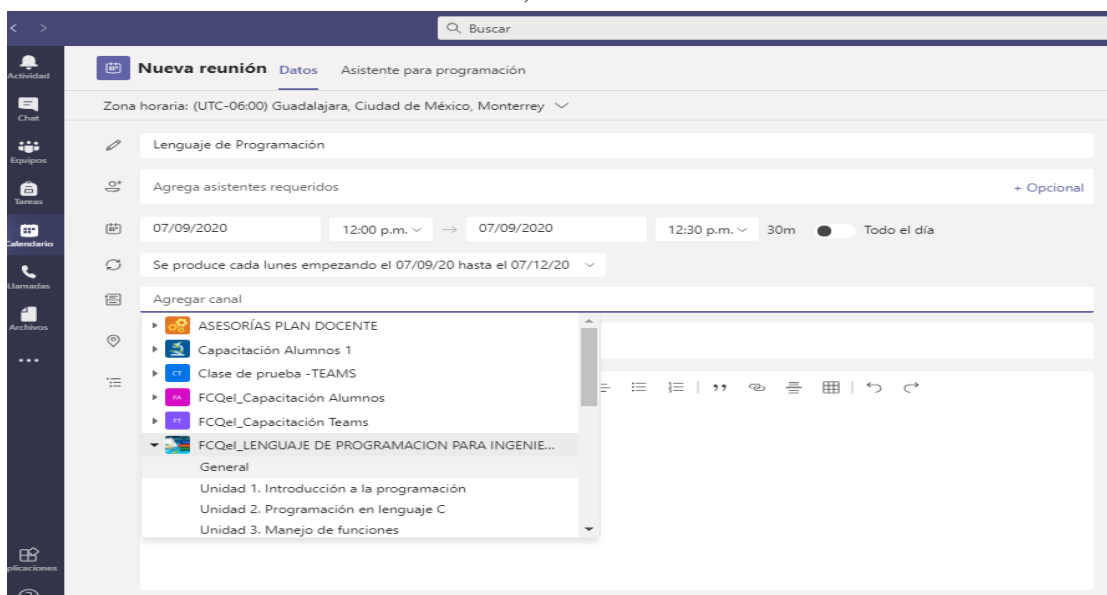 Buscar
Actividad
Chat
Equipos
Tareas
Calendario
Llamadas
Archivos
Nueva reunión Datos Asistente para programación
Zona horaria: (UTC-06:00) Guadalajara, Ciudad de México, Monterrey
Lenguaje de Programación
Agrega asistentes requeridos + Opcional
07/09/2020 12:00 p.m. → 07/09/2020 12:30 p.m. 30m Todo el día
Se produce cada lunes empezando el 07/09/20 hasta el 07/12/20
Agregar canal
ASESORÍAS PLAN DOCENTE
Capacitación Alumnos 1
CT Clase de prueba -TEAMS
FA FCQeI_Capacitación Alumnos
FT FCQeI_Capacitación Teams
FCQeI_LENGUAJE DE PROGRAMACION PARA INGENIE...
General
Unidad 1. Introducción a la programación
Unidad 2. Programación en lenguaje C
Unidad 3. Manejo de funciones
plicaciones